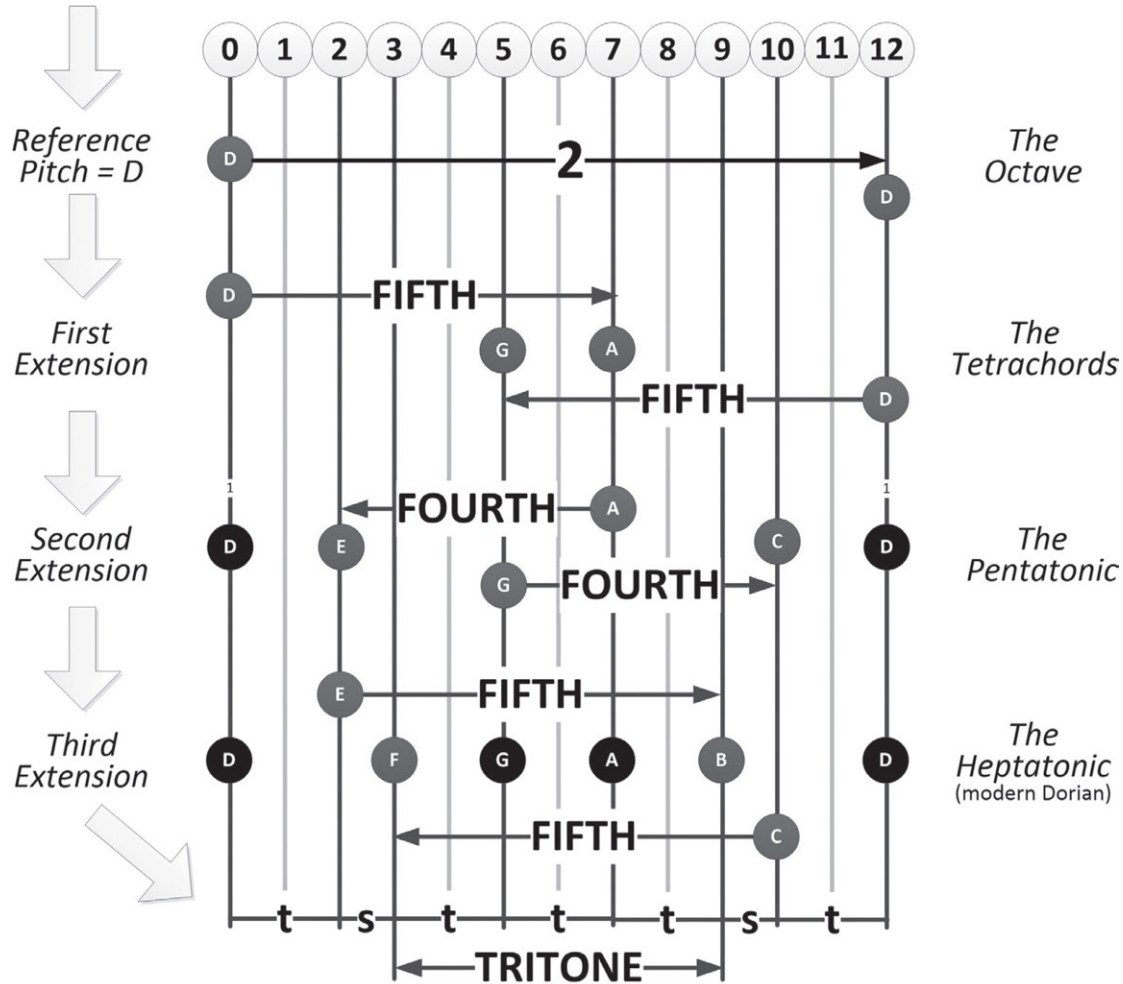 0 1 2 3 4 5 6 7 8 9 10 11 12
Reference
Pitch = D
D
2
D
The
Octave
D
FIFTH
First
Extension
G
A
The
Tetrachords
FIFTH
D
1
1
FOURTH
A
Second
Extension
D
E
C
D
The
Pentatonic
G
FOURTH
E
FIFTH
Third
Extension
D
F
G
A
B
D
The
Heptatonic
(modern Dorian)
FIFTH
C
t s t t t s t
TRITONE